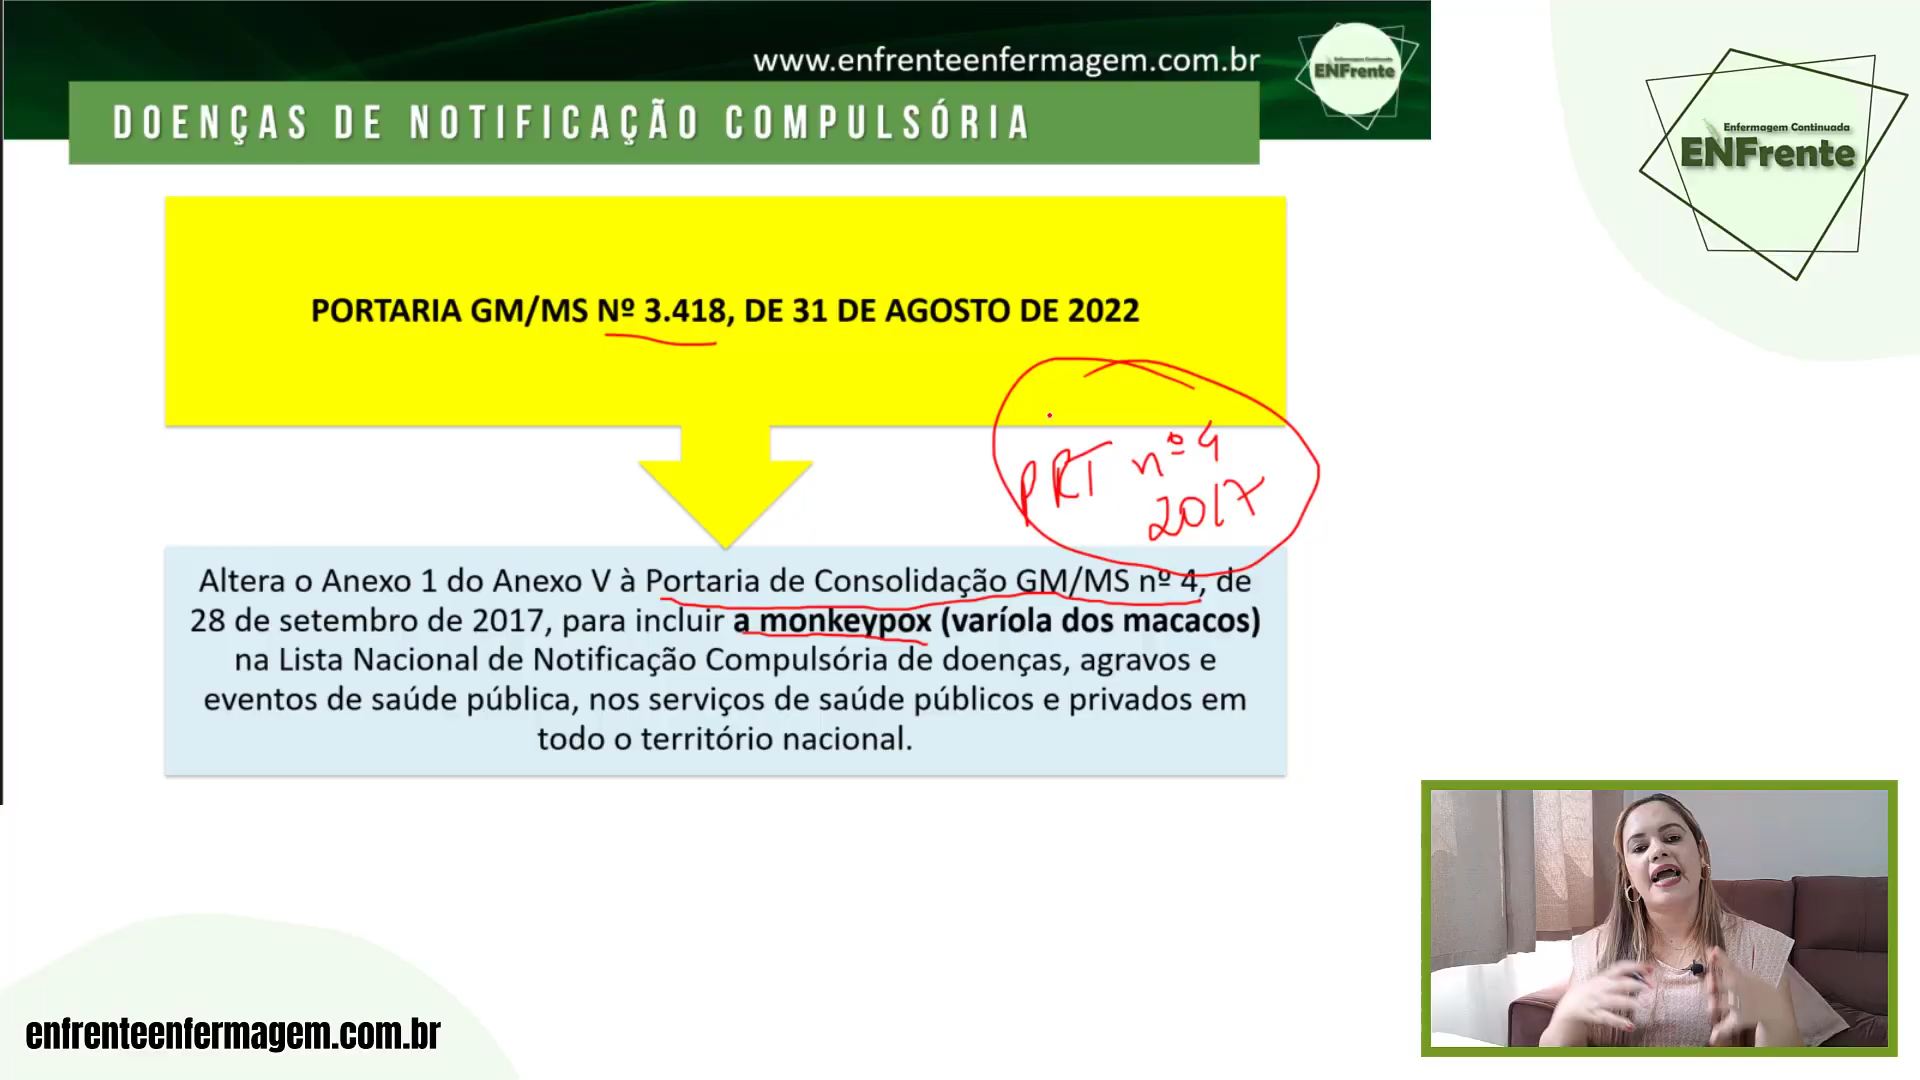 www.enfrenteenfermagem.com.br
Enfermagem Continuada
ENFrente
DOENÇAS DE NOTIFICAÇÃO COMPULSÓRIA
Enfermagem Continuada
ENFrente
PORTARIA GM/MS Nº 3.418, DE 31 DE AGOSTO DE 2022
PRT nº 4
2017
Altera o Anexo 1 do Anexo V à Portaria de Consolidação GM/MS nº 4, de
28 de setembro de 2017, para incluir a monkeypox (varíola dos macacos)
na Lista Nacional de Notificação Compulsória de doenças, agravos e
eventos de saúde pública, nos serviços de saúde públicos e privados em
todo o território nacional.
enfrenteenfermagem.com.br